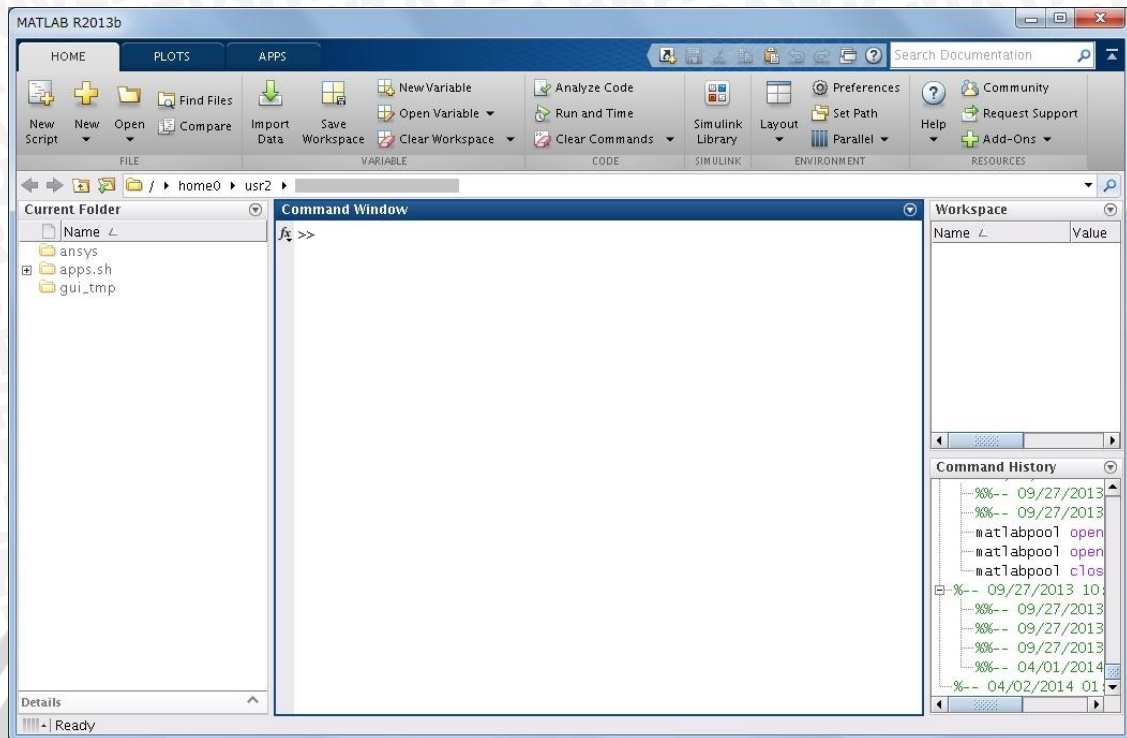 MATLAB R2013b
HOME PLOTS APPS Search Documentation
New Script New Open Find Files Compare Import Data Save Workspace New Variable Open Variable Clear Workspace Analyze Code Run and Time Clear Commands Simulink Library Layout Preferences Set Path Parallel Help Community Request Support Add-Ons
FILE VARIABLE CODE SIMULINK ENVIRONMENT RESOURCES
/ home0 usr2
Current Folder
Name
ansys
apps.sh
gui_tmp
Details
Command Window
fx >>
Workspace
Name Value
Command History
%%-- 09/27/2013
%%-- 09/27/2013
matlabpool open
matlabpool open
matlabpool clos
%-- 09/27/2013 10:
%%-- 09/27/2013
%%-- 09/27/2013
%%-- 09/27/2013
%%-- 04/01/2014
%-- 04/02/2014 01:
Ready